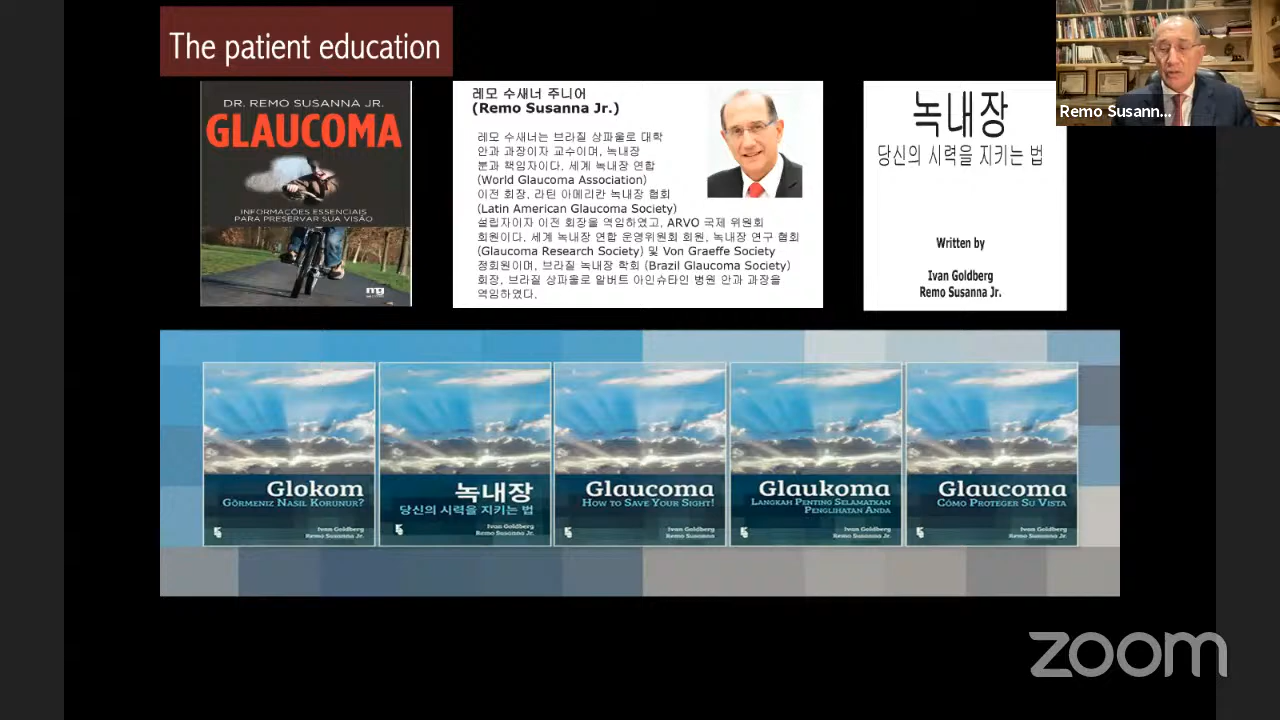 The patient education
DR. REMO SUSANNA JR.
GLAUCOMA
INFORMAÇÕES ESSENCIAIS
PARA PRESERVAR SUA VISÃO
mg
레모 수새너 주니어
(Remo Susanna Jr.)
레모 수새너는 브라질 상파울로 대학
안과 과장이자 교수이며, 녹내장
분과 책임자이다. 세계 녹내장 연합
(World Glaucoma Association)
이전 회장, 라틴 아메리카 녹내장 협회
(Latin American Glaucoma Society)
설립자이자 이전 회장을 역임하였고, ARVO 국제 위원회
회원이다. 세계 녹내장 연합 운영위원회 회원, 녹내장 연구 협회
(Glaucoma Research Society) 및 Von Graeffe Society
정회원이며, 브라질 녹내장 학회 (Brazil Glaucoma Society)
회장, 브라질 상파울로 알버트 아인슈타인 병원 안과 과장을
역임하였다.
녹내장
당신의 시력을 지키는 법
Written by
Ivan Goldberg
Remo Susanna Jr.
Remo Susann...
Glokom
GÖRMENIZ NASIL KORUNUR?
Ivan Goldberg
Remo Susanna Jr.
녹내장
당신의 시력을 지키는 법
Ivan Goldberg
Remo Susanna Jr.
Glaucoma
HOW TO SAVE YOUR SIGHT!
Ivan Goldberg
Remo Susanna
Glaukoma
LANGKAH PENTING SELAMATKAN
PENGLIHATAN ANDA
Ivan Goldberg
Remo Susanna Jr.
Glaucoma
CÓMO PROTEGER SU VISTA
Ivan Goldberg
Remo Susanna Jr.
zoom